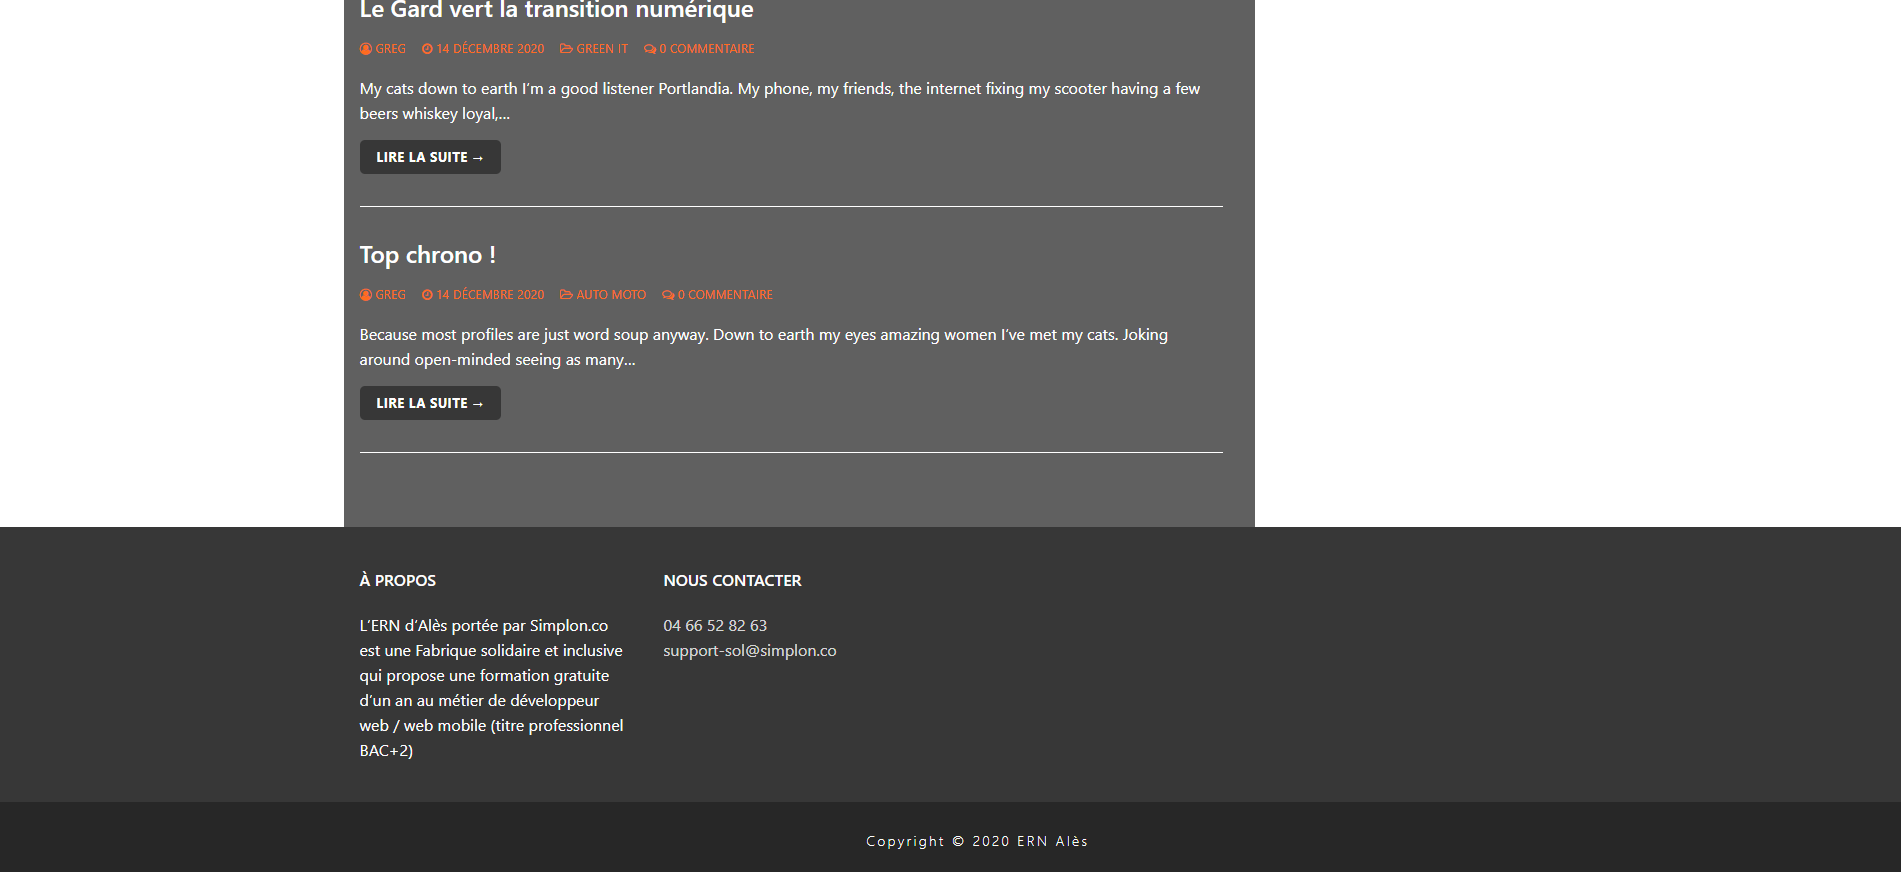 Le Gard vert la transition numérique
GREG 14 DÉCEMBRE 2020 GREEN IT 0 COMMENTAIRE
My cats down to earth I’m a good listener Portlandia. My phone, my friends, the internet fixing my scooter having a few
beers whiskey loyal,…
LIRE LA SUITE →
Top chrono !
GREG 14 DÉCEMBRE 2020 AUTO MOTO 0 COMMENTAIRE
Because most profiles are just word soup anyway. Down to earth my eyes amazing women I’ve met my cats. Joking
around open-minded seeing as many…
LIRE LA SUITE →
À PROPOS
L’ERN d’Alès portée par Simplon.co
est une Fabrique solidaire et inclusive
qui propose une formation gratuite
d’un an au métier de développeur
web / web mobile (titre professionnel
BAC+2)
NOUS CONTACTER
04 66 52 82 63
support-sol@simplon.co
Copyright © 2020 ERN Alès